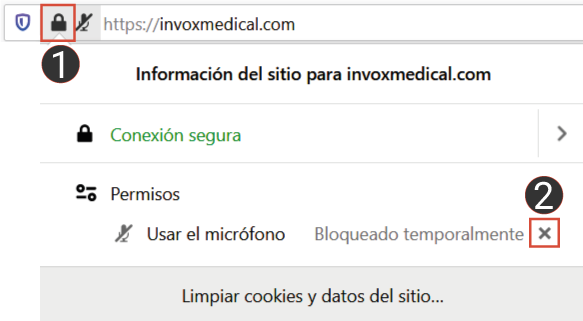 https://invoxmedical.com
1
Información del sitio para invoxmedical.com
Conexión segura
Permisos
2
Usar el micrófono Bloqueado temporalmente
Limpiar cookies y datos del sitio...